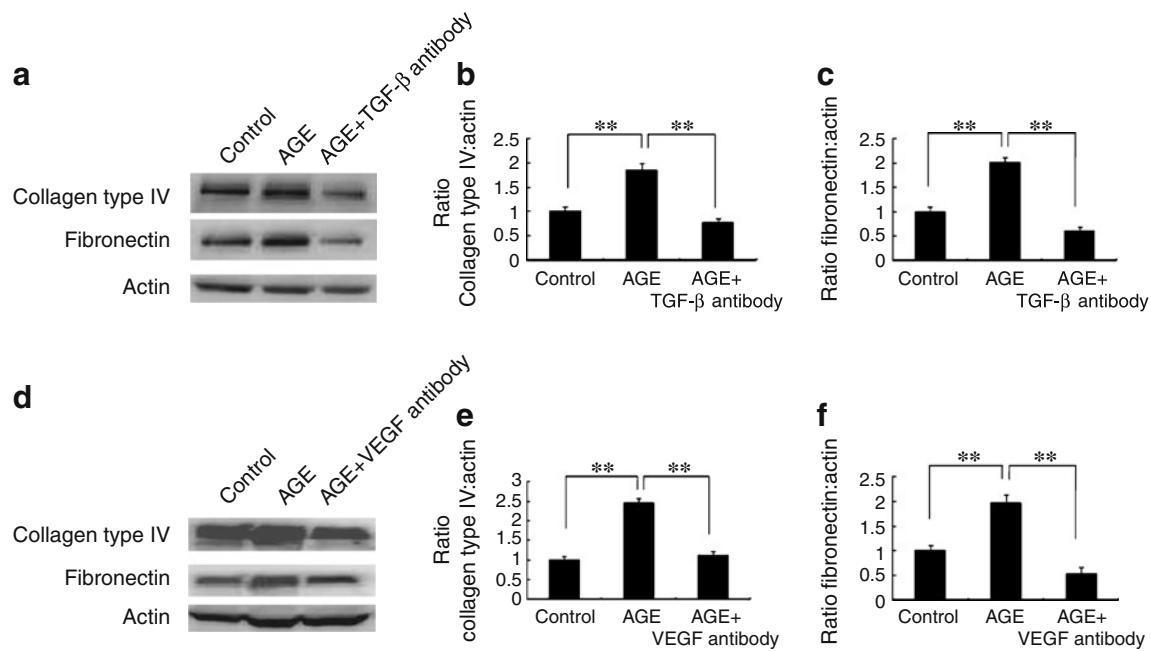 a
Control
AGE
AGE+TGF-β antibody
Collagen type IV
Fibronectin
Actin
b
Ratio
Collagen type IV:actin
2.5
2
1.5
1
0.5
0
**
**
Control
AGE
AGE+
TGF-β antibody
c
Ratio fibronectin:actin
2.5
2
1.5
1
0.5
0
**
**
Control
AGE
AGE+
TGF-β antibody
d
Control
AGE
AGE+VEGF antibody
Collagen type IV
Fibronectin
Actin
e
Ratio
collagen type IV:actin
3
2.5
2
1.5
1
0.5
0
**
**
Control
AGE
AGE+
VEGF antibody
f
Ratio fibronectin:actin
2.5
2
1.5
1
0.5
0
**
**
Control
AGE
AGE+
VEGF antibody